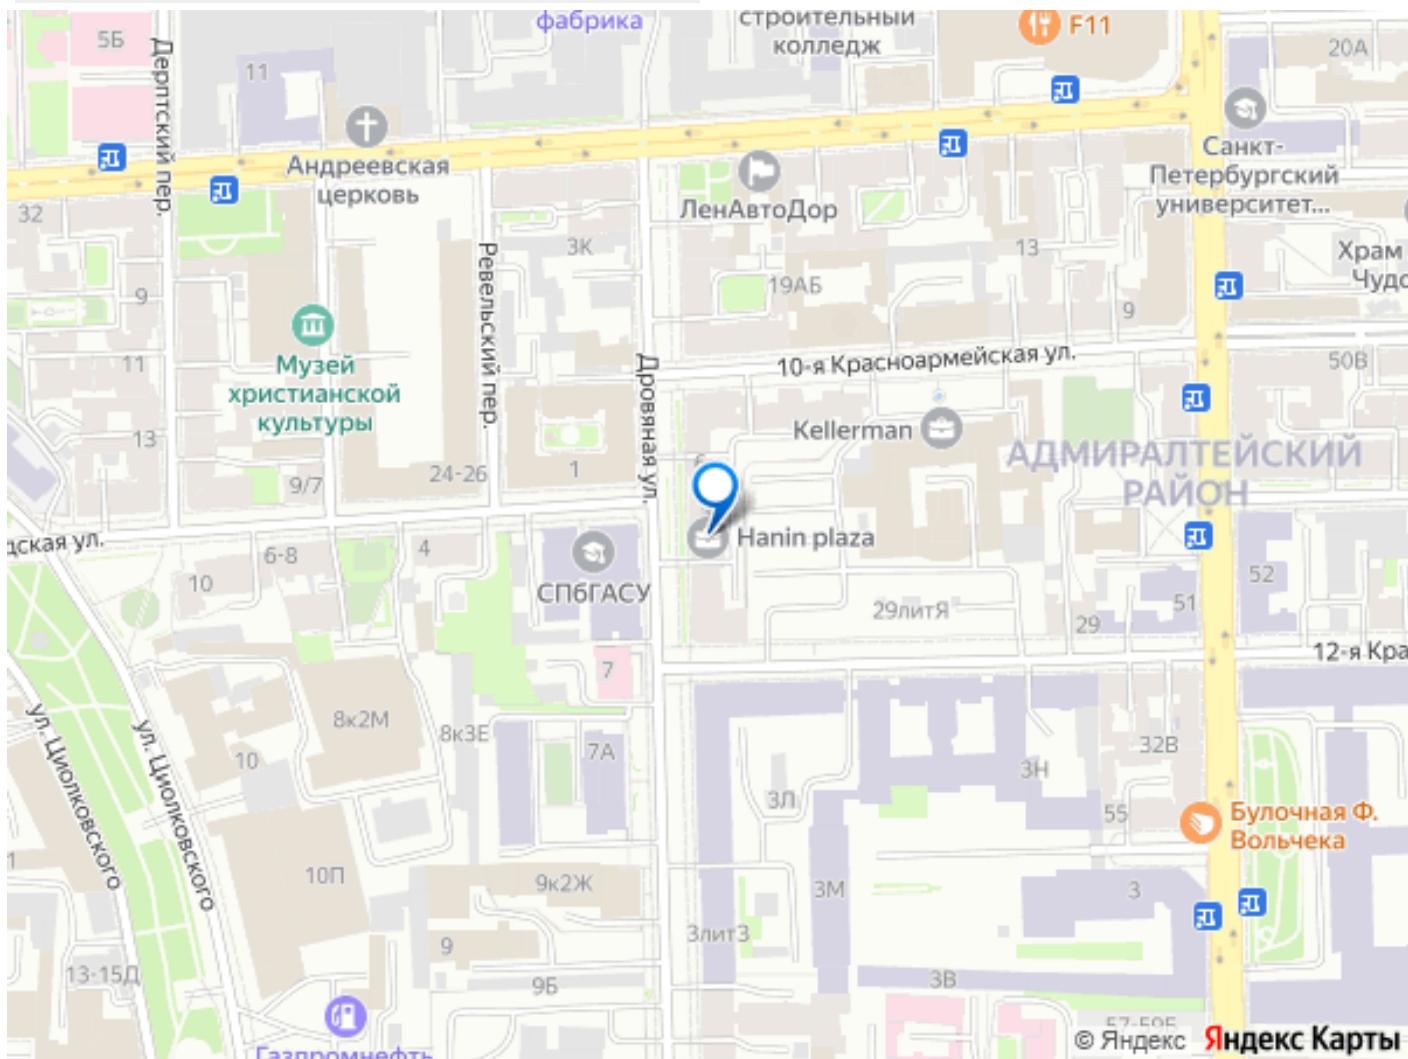 фабрика
строительный
колледж
F11
5Б
11
20А
Дерптский пер.
Андреевская
церковь
Санкт-
Петербургский
университет...
ЛенАвтоДор
32
3К
13
Храм
Чудо
Ревельский пер.
19АБ
9
9
Музей
христианской
культуры
11
Дровяная ул.
10-я Красноармейская ул.
50В
13
Kellerman
АДМИРАЛТЕЙСКИЙ
РАЙОН
24-26
1
9/7
Hanin plaza
дская ул.
6-8
4
10
СПбГАСУ
52
29литЯ
51
29
12-я Кра
7
ул. Циолковского
ул. Циолковского
8к2М
8к3Е
7А
10
32В
3Н
3Л
55
Булочная Ф.
Вольчека
10П
9к2Ж
3М
3
3литЗ
9
13-15Д
9Б
3В
57-59Б
Газпромнефть
© Яндекс Яндекс Карты